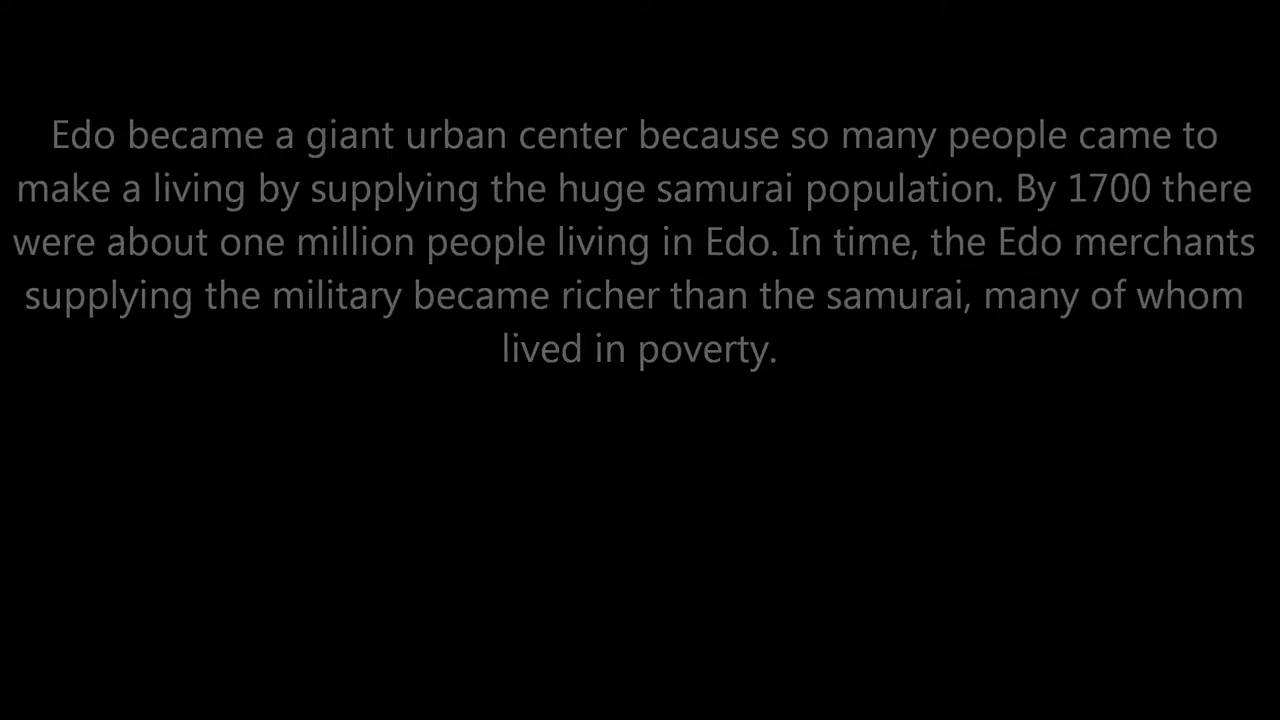 Edo became a giant urban center because so many people came to
make a living by supplying the huge samurai population. By 1700 there
were about one million people living in Edo. In time, the Edo merchants
supplying the military became richer than the samurai, many of whom
lived in poverty.